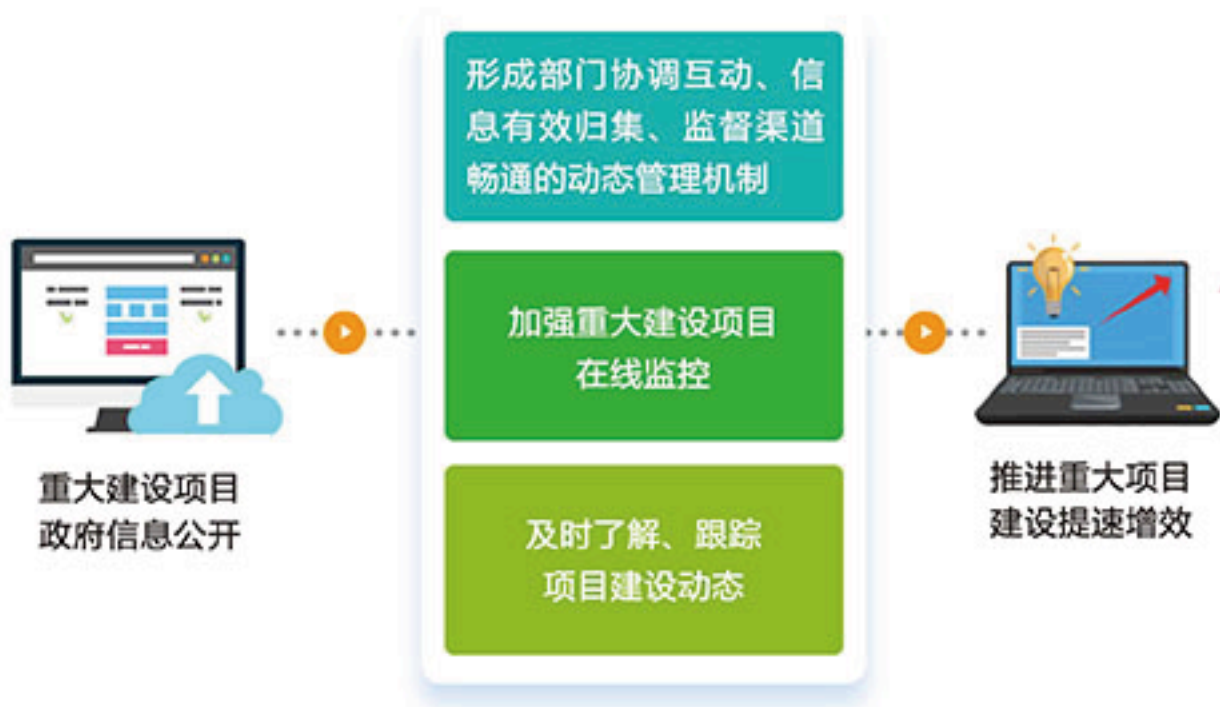 重大建设项目
政府信息公开
形成部门协调互动、信
息有效归集、监督渠道
畅通的动态管理机制
加强重大建设项目
在线监控
及时了解、跟踪
项目建设动态
推进重大项目
建设提速增效